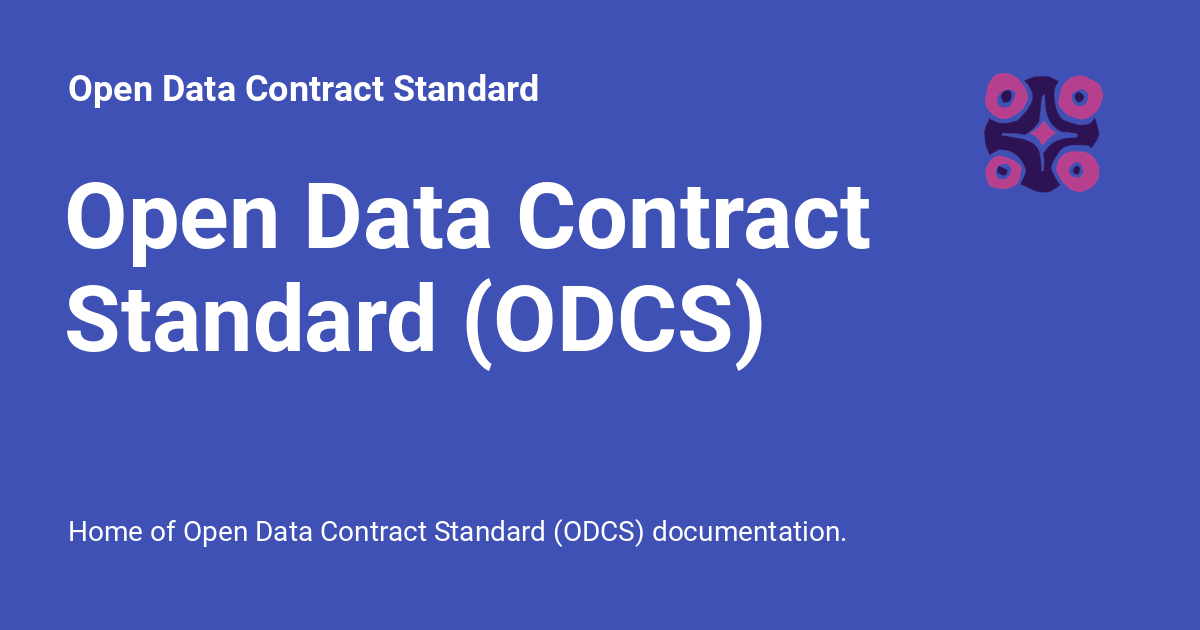 Open Data Contract Standard
Open Data Contract
Standard (ODCS)
Home of Open Data Contract Standard (ODCS) documentation.